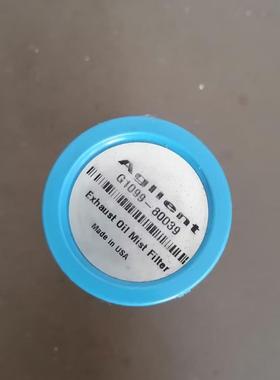 Agilent
G1099-80039
Exhaust Oil Mist Filter
Made in USA